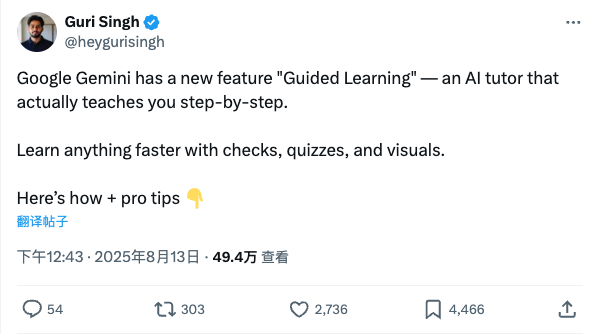 Guri Singh
@heygurisingh
Google Gemini has a new feature "Guided Learning" — an AI tutor that
actually teaches you step-by-step.
Learn anything faster with checks, quizzes, and visuals.
Here’s how + pro tips 👇
翻译帖子
下午12:43 · 2025年8月13日 · 49.4万 查看
54 303 2,736 4,466